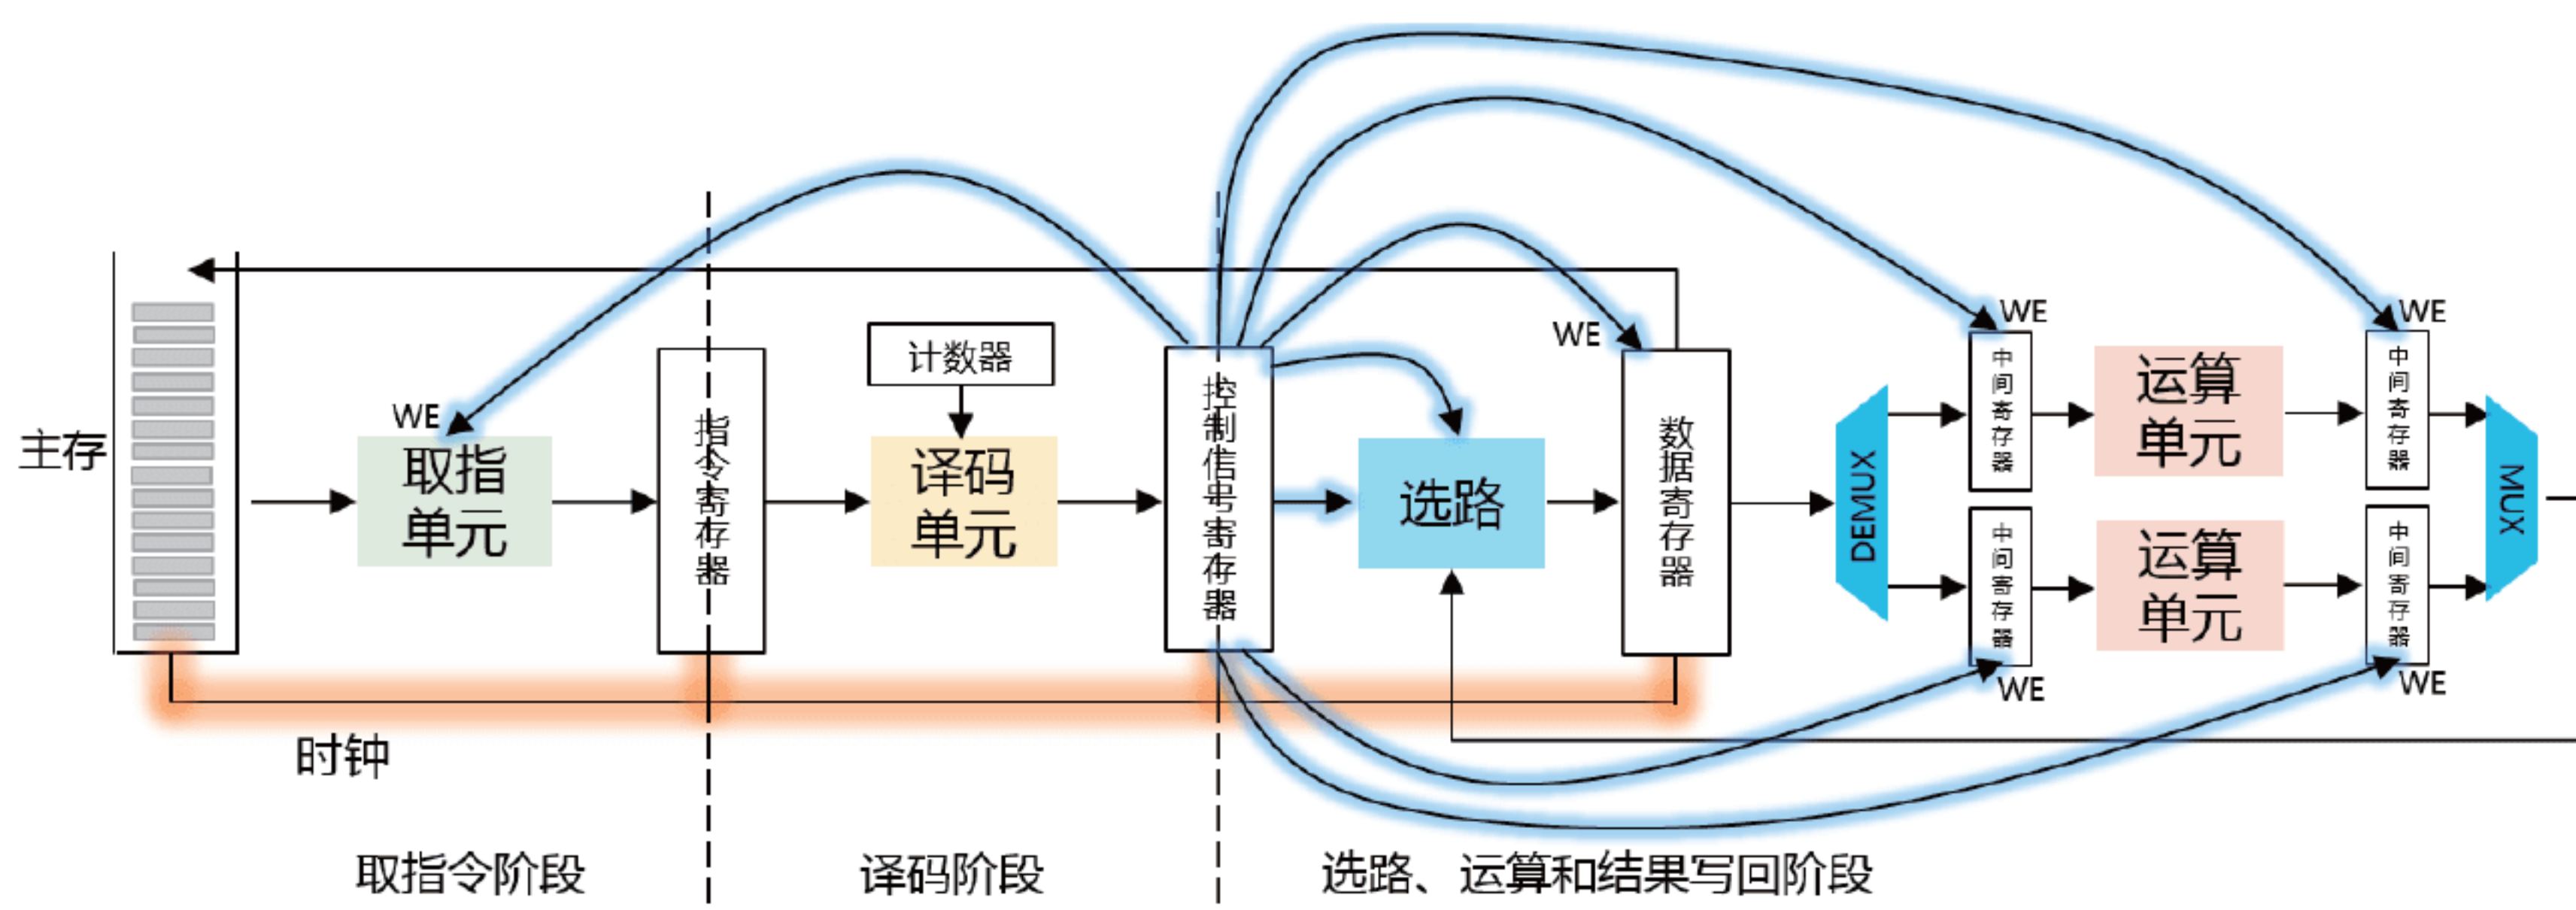 主存
WE
取指
单元
指令寄存器
计数器
译码
单元
控制信号寄存器
选路
WE
数据寄存器
DEMUX
WE
中间寄存器
运算
单元
WE
中间寄存器
中间寄存器
WE
运算
单元
中间寄存器
WE
MUX
时钟
取指令阶段
译码阶段
选路、运算和结果写回阶段